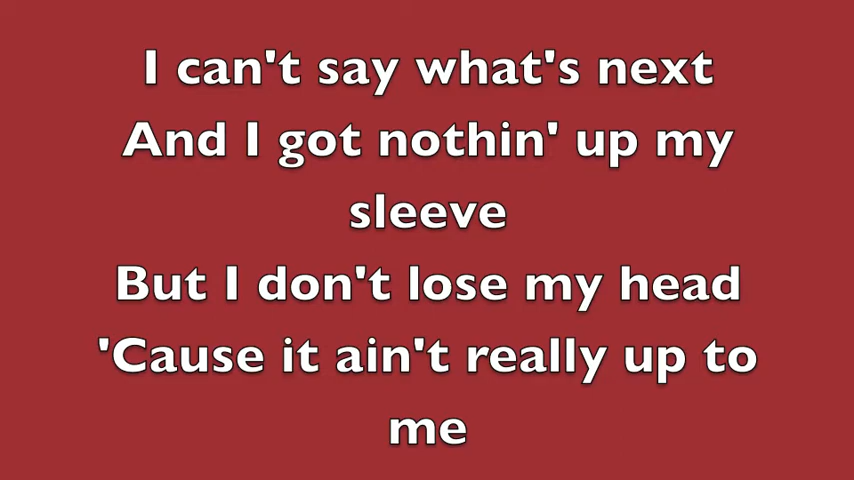 I can't say what's next
And I got nothin' up my
sleeve
But I don't lose my head
'Cause it ain't really up to
me